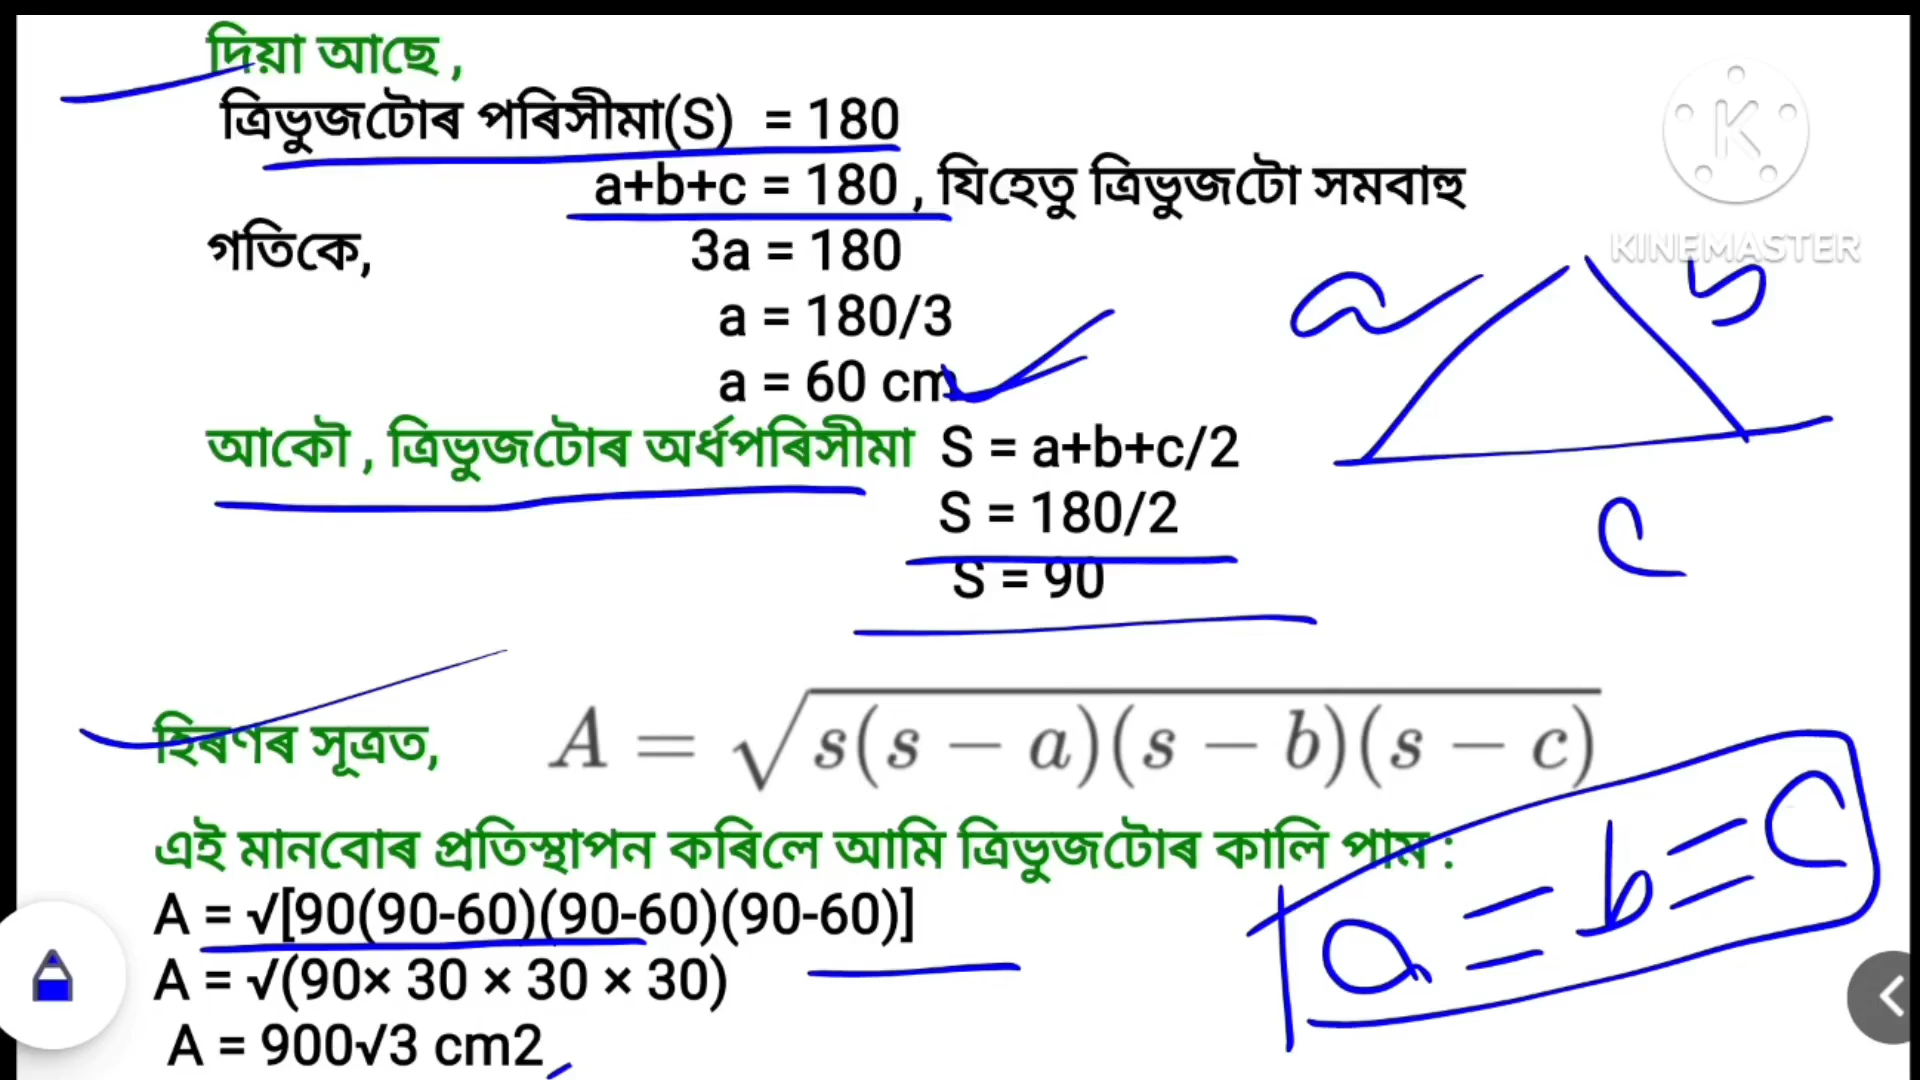 দিয়া আছে ,
ত্রিভুজটোৰ পৰিসীমা(S) = 180
a+b+c = 180 , যিহেতু ত্রিভুজটো সমবাহু
গতিকে, 3a = 180
a = 180/3
a = 60 cm
আকৌ , ত্রিভুজটোৰ অর্ধপৰিসীমা S = a+b+c/2
S = 180/2
S = 90
হিৰণৰ সূত্ৰত, A = √s(s − a)(s − b)(s − c)
এই মানবোৰ প্ৰতিস্থাপন কৰিলে আমি ত্রিভুজটোৰ কালি পাম :
A = √[90(90-60)(90-60)(90-60)]
A = √(90× 30 × 30 × 30)
A = 900√3 cm2
K
KINEMASTER
a
b
c
a = b = c